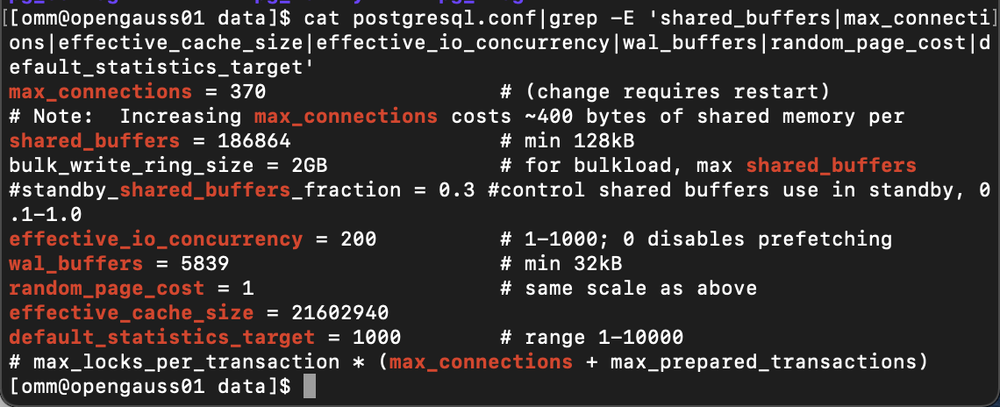 [[omm@opengauss01 data]$ cat postgresql.conf|grep -E 'shared_buffers|max_connecti]
ons|effective_cache_size|effective_io_concurrency|wal_buffers|random_page_cost|d
efault_statistics_target'
max_connections = 370                   # (change requires restart)
# Note:  Increasing max_connections costs ~400 bytes of shared memory per
shared_buffers = 186864                 # min 128kB
bulk_write_ring_size = 2GB              # for bulkload, max shared_buffers
#standby_shared_buffers_fraction = 0.3 #control shared buffers use in standby, 0
.1-1.0
effective_io_concurrency = 200          # 1-1000; 0 disables prefetching
wal_buffers = 5839                      # min 32kB
random_page_cost = 1                    # same scale as above
effective_cache_size = 21602940
default_statistics_target = 1000        # range 1-10000
# max_locks_per_transaction * (max_connections + max_prepared_transactions)
[omm@opengauss01 data]$